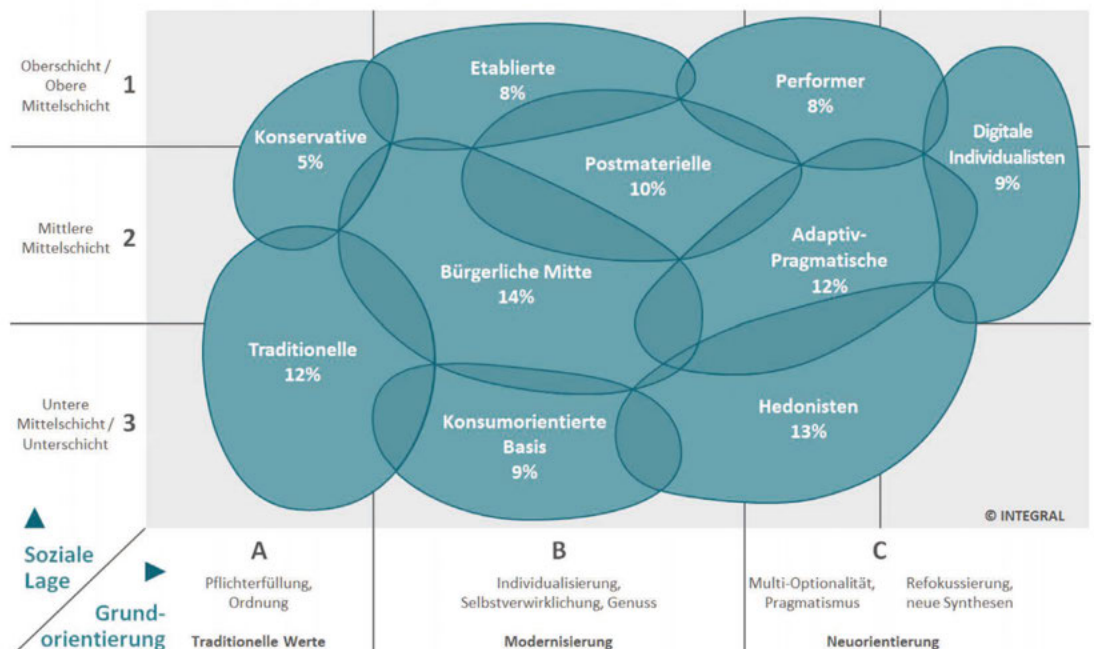 Oberschicht /
Obere
Mittelschicht
1
Etablierte
8%
Performer
8%
Konservative
5%
Digitale
Individualisten
9%
Postmaterielle
10%
Mittlere
Mittelschicht
2
Adaptiv-
Pragmatische
12%
Bürgerliche Mitte
14%
Traditionelle
12%
Untere
Mittelschicht /
Unterschicht
3
Konsumorientierte
Basis
9%
Hedonisten
13%
© INTEGRAL
Soziale
Lage
Grund-
orientierung
A
Pflichterfüllung,
Ordnung
Traditionelle Werte
B
Individualisierung,
Selbstverwirklichung, Genuss
Modernisierung
C
Multi-Optionalität,
Pragmatismus
Refokussierung,
neue Synthesen
Neuorientierung